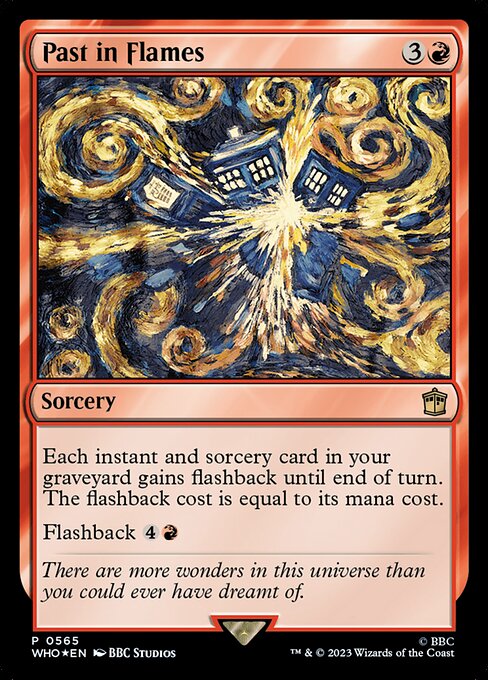 Past in Flames 3
Sorcery
Each instant and sorcery card in your
graveyard gains flashback until end of turn.
The flashback cost is equal to its mana cost.
Flashback 4
There are more wonders in this universe than
you could ever have dreamt of.
P 0565
© BBC
WHO★EN BBC Studios
™ & © 2023 Wizards of the Coast